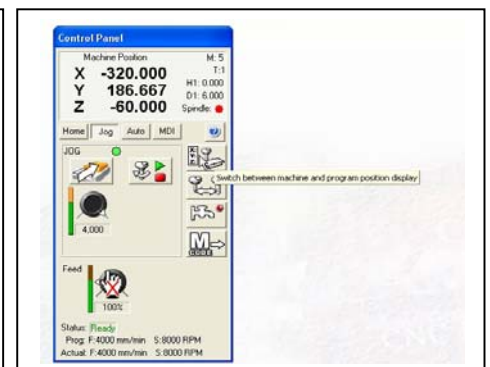 Control Panel
Machine Position M: 5
X -320.000 T:1
Y 186.667 H1: 0.000
D1: 6.000
Z -60.000 Spindle:
Home Jog Auto MDI
JOG
Switch between machine and program position display
4,000
M
CODE
Feed
100%
Status: Ready
Prog: F:4000 mm/min S:8000 RPM
Actual: F:4000 mm/min S:8000 RPM
CNC